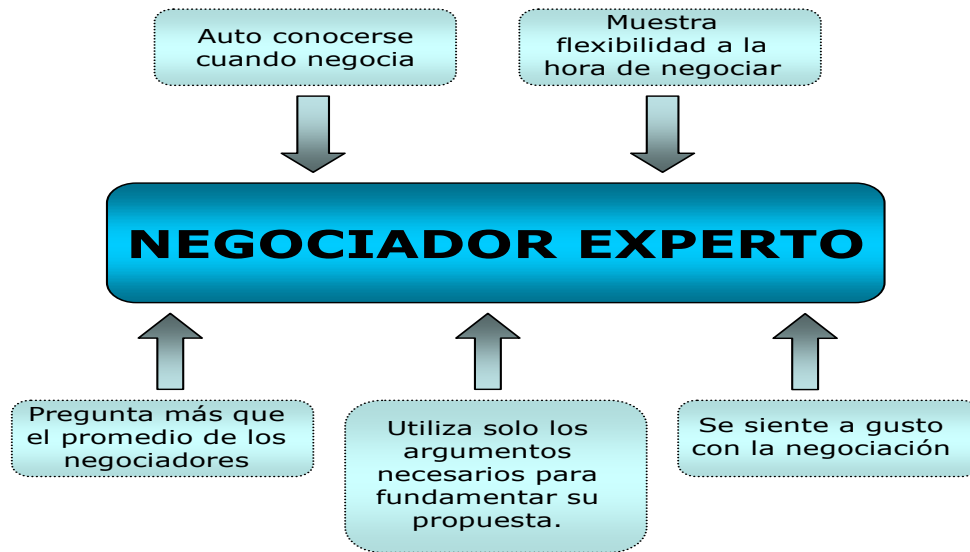 Auto conocerse
cuando negocia
Muestra
flexibilidad a la
hora de negociar
NEGOCIADOR EXPERTO
Pregunta más que
el promedio de los
negociadores
Utiliza solo los
argumentos
necesarios para
fundamentar su
propuesta.
Se siente a gusto
con la negociación